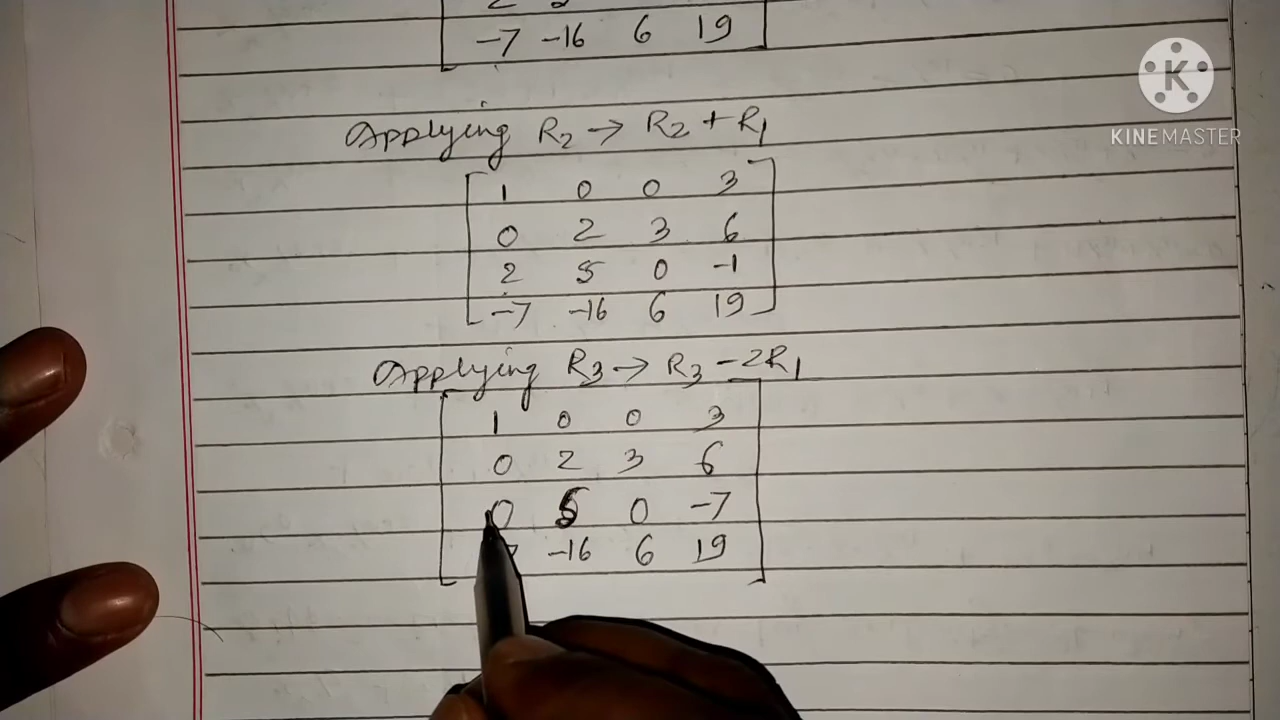 -7 -16 6 19
K
KINEMASTER
Applying R2 → R2 + R1
1 0 0 3
0 2 3 6
2 5 0 -1
-7 -16 6 19
Applying R3 → R3 - 2R1
1 0 0 3
0 2 3 6
0 5 0 -7
-16 6 19